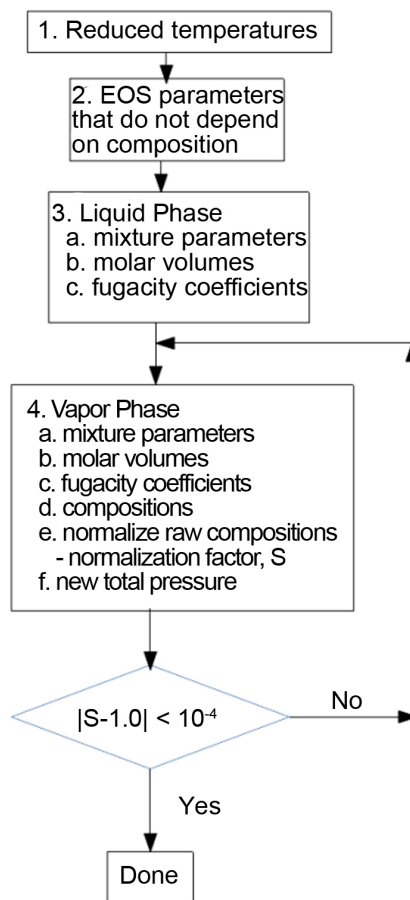 1. Reduced temperatures
2. EOS parameters
that do not depend
on composition
3. Liquid Phase
a. mixture parameters
b. molar volumes
c. fugacity coefficients
4. Vapor Phase
a. mixture parameters
b. molar volumes
c. fugacity coefficients
d. compositions
e. normalize raw compositions
- normalization factor, S
f. new total pressure
|S-1.0| < 10⁻⁴
No
Yes
Done